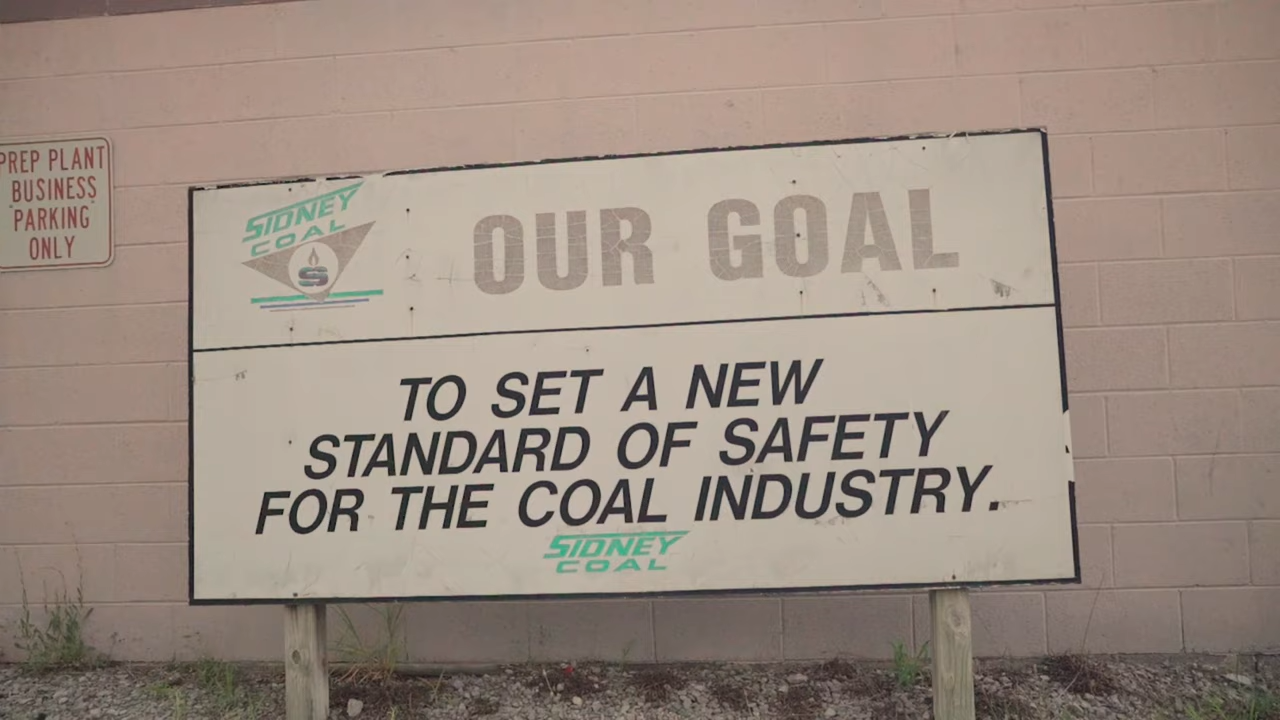 PREP PLANT
BUSINESS
PARKING
ONLY
SIDNEY
COAL
S
OUR GOAL
TO SET A NEW
STANDARD OF SAFETY
FOR THE COAL INDUSTRY.
SIDNEY
COAL